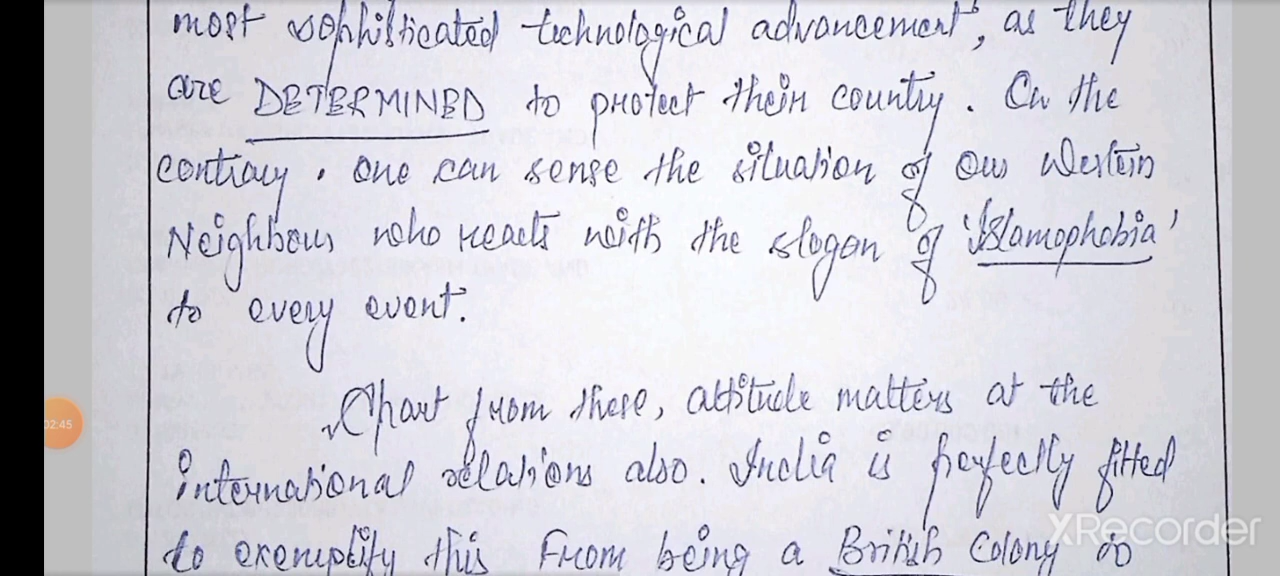 most sophisticated technological advancement, as they
are DETERMINED to protect their country. On the
contrary. One can sense the situation of our Western
Neighbour who reacts with the slogan of 'Islamophobia'
to every event.
Apart from these, attitude matters at the
international relations also. India is perfectly fitted
to exemplify this From being a British Colony in
02:45
XRecorder